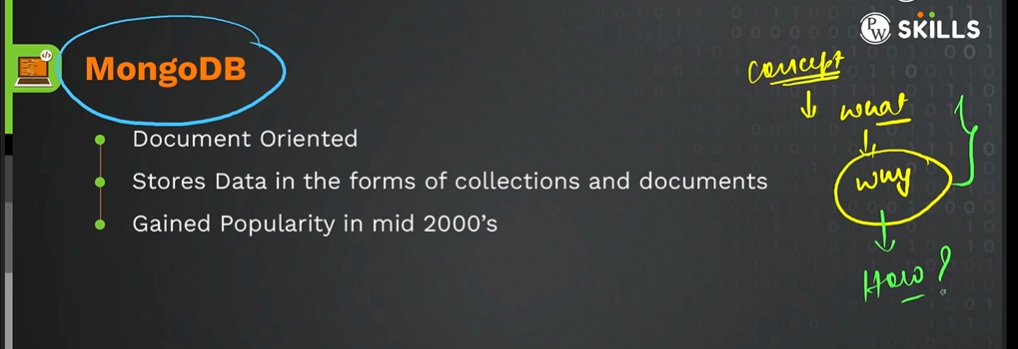 PW SKILLS
</>
MongoDB
Document Oriented
Stores Data in the forms of collections and documents
Gained Popularity in mid 2000’s
concept
what
why
How?